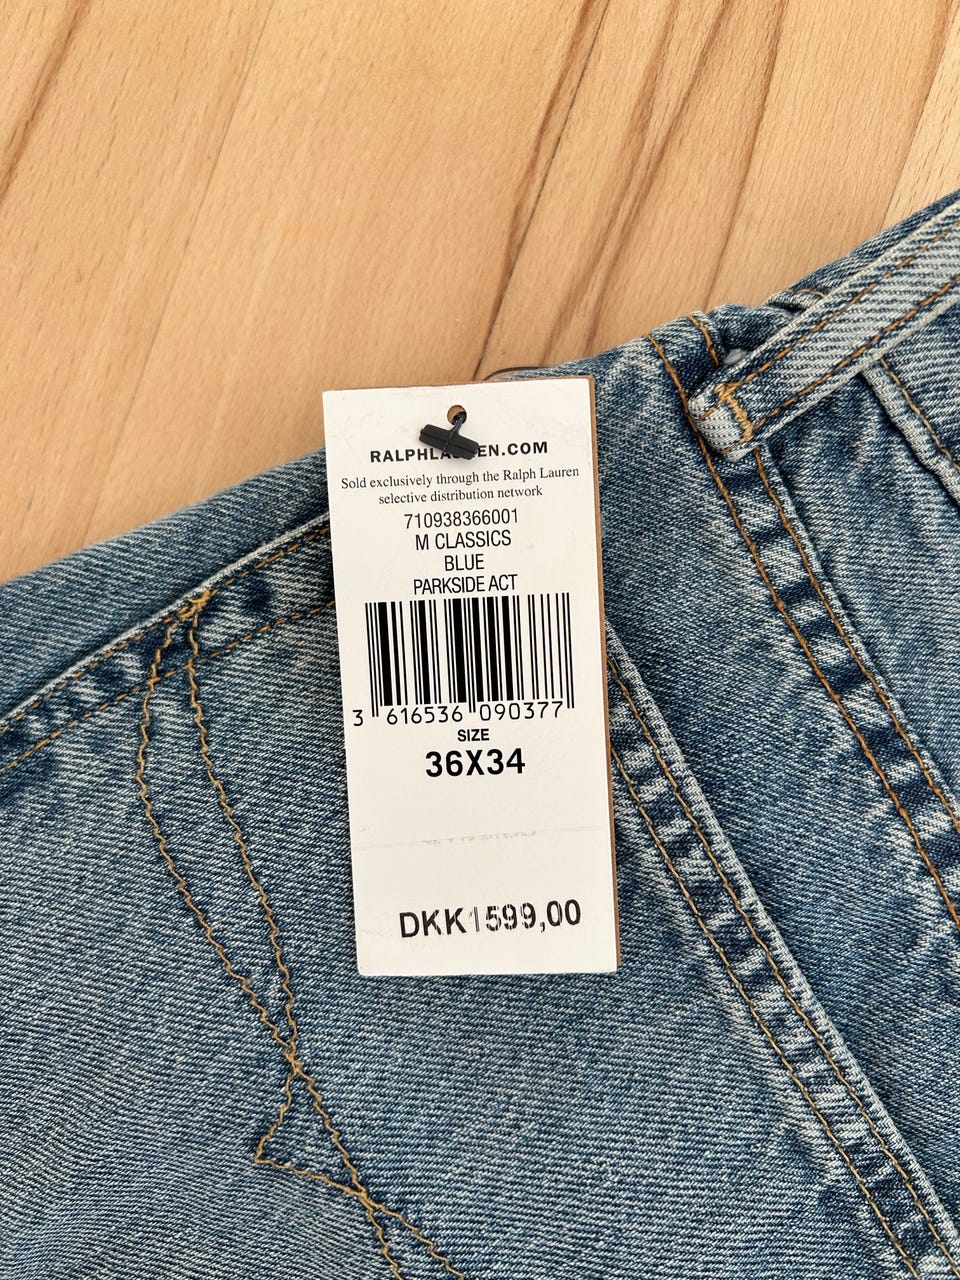 RALPHLAUREN.COM
Sold exclusively through the Ralph Lauren
selective distribution network
710938366001
M CLASSICS
BLUE
PARKSIDE ACT
3 616536 090377
SIZE
36X34
DKK1599,00